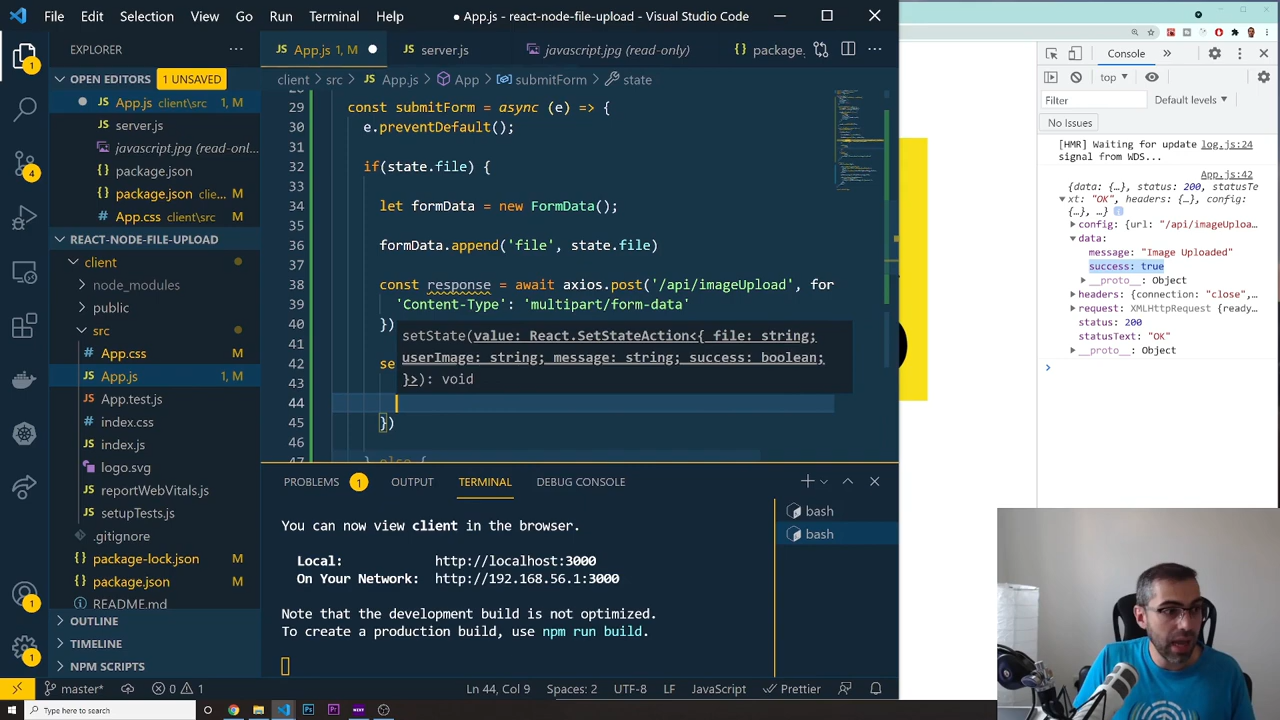 File Edit Selection View Go Run Terminal Help
● App.js - react-node-file-upload - Visual Studio Code
EXPLORER
OPEN EDITORS 1 UNSAVED
App.js client\src 1, M
server.js
javascript.jpg (read-onl...
package.json
package.json clie... M
App.css client\src M
REACT-NODE-FILE-UPLOAD
client
node_modules
public
src
App.css M
App.js 1, M
App.test.js
index.css
index.js
logo.svg
reportWebVitals.js
setupTests.js
.gitignore
package-lock.json M
package.json M
README.md
OUTLINE
TIMELINE
NPM SCRIPTS
App.js 1, M
server.js
javascript.jpg (read-only)
package.
client > src > App.js > App > submitForm > state
29 const submitForm = async (e) => {
30 e.preventDefault();
31
32 if(state.file) {
33
34 let formData = new FormData();
35
36 formData.append('file', state.file)
37
38 const response = await axios.post('/api/imageUpload', for
39 'Content-Type': 'multipart/form-data'
40 })
setState(value: React.SetStateAction<{ file: string;
userImage: string; message: string; success: boolean;
}>): void
42 se
43
44
45 })
46
47 } else {
PROBLEMS 1 OUTPUT TERMINAL DEBUG CONSOLE
You can now view client in the browser.
Local: http://localhost:3000
On Your Network: http://192.168.56.1:3000
Note that the development build is not optimized.
To create a production build, use npm run build.
bash
bash
master* 0 1
Ln 44, Col 9 Spaces: 2 UTF-8 LF JavaScript Prettier
Type here to search
Console
top
Filter Default levels
No Issues
[HMR] Waiting for update log.js:24
signal from WDS...
App.js:42
{data: {…}, status: 200, statusTe
xt: "OK", headers: {…}, config:
{…}, …}
config: {url: "/api/imageUploa…
data:
message: "Image Uploaded"
success: true
__proto__: Object
headers: {connection: "close",
request: XMLHttpRequest {ready…
status: 200
statusText: "OK"
__proto__: Object